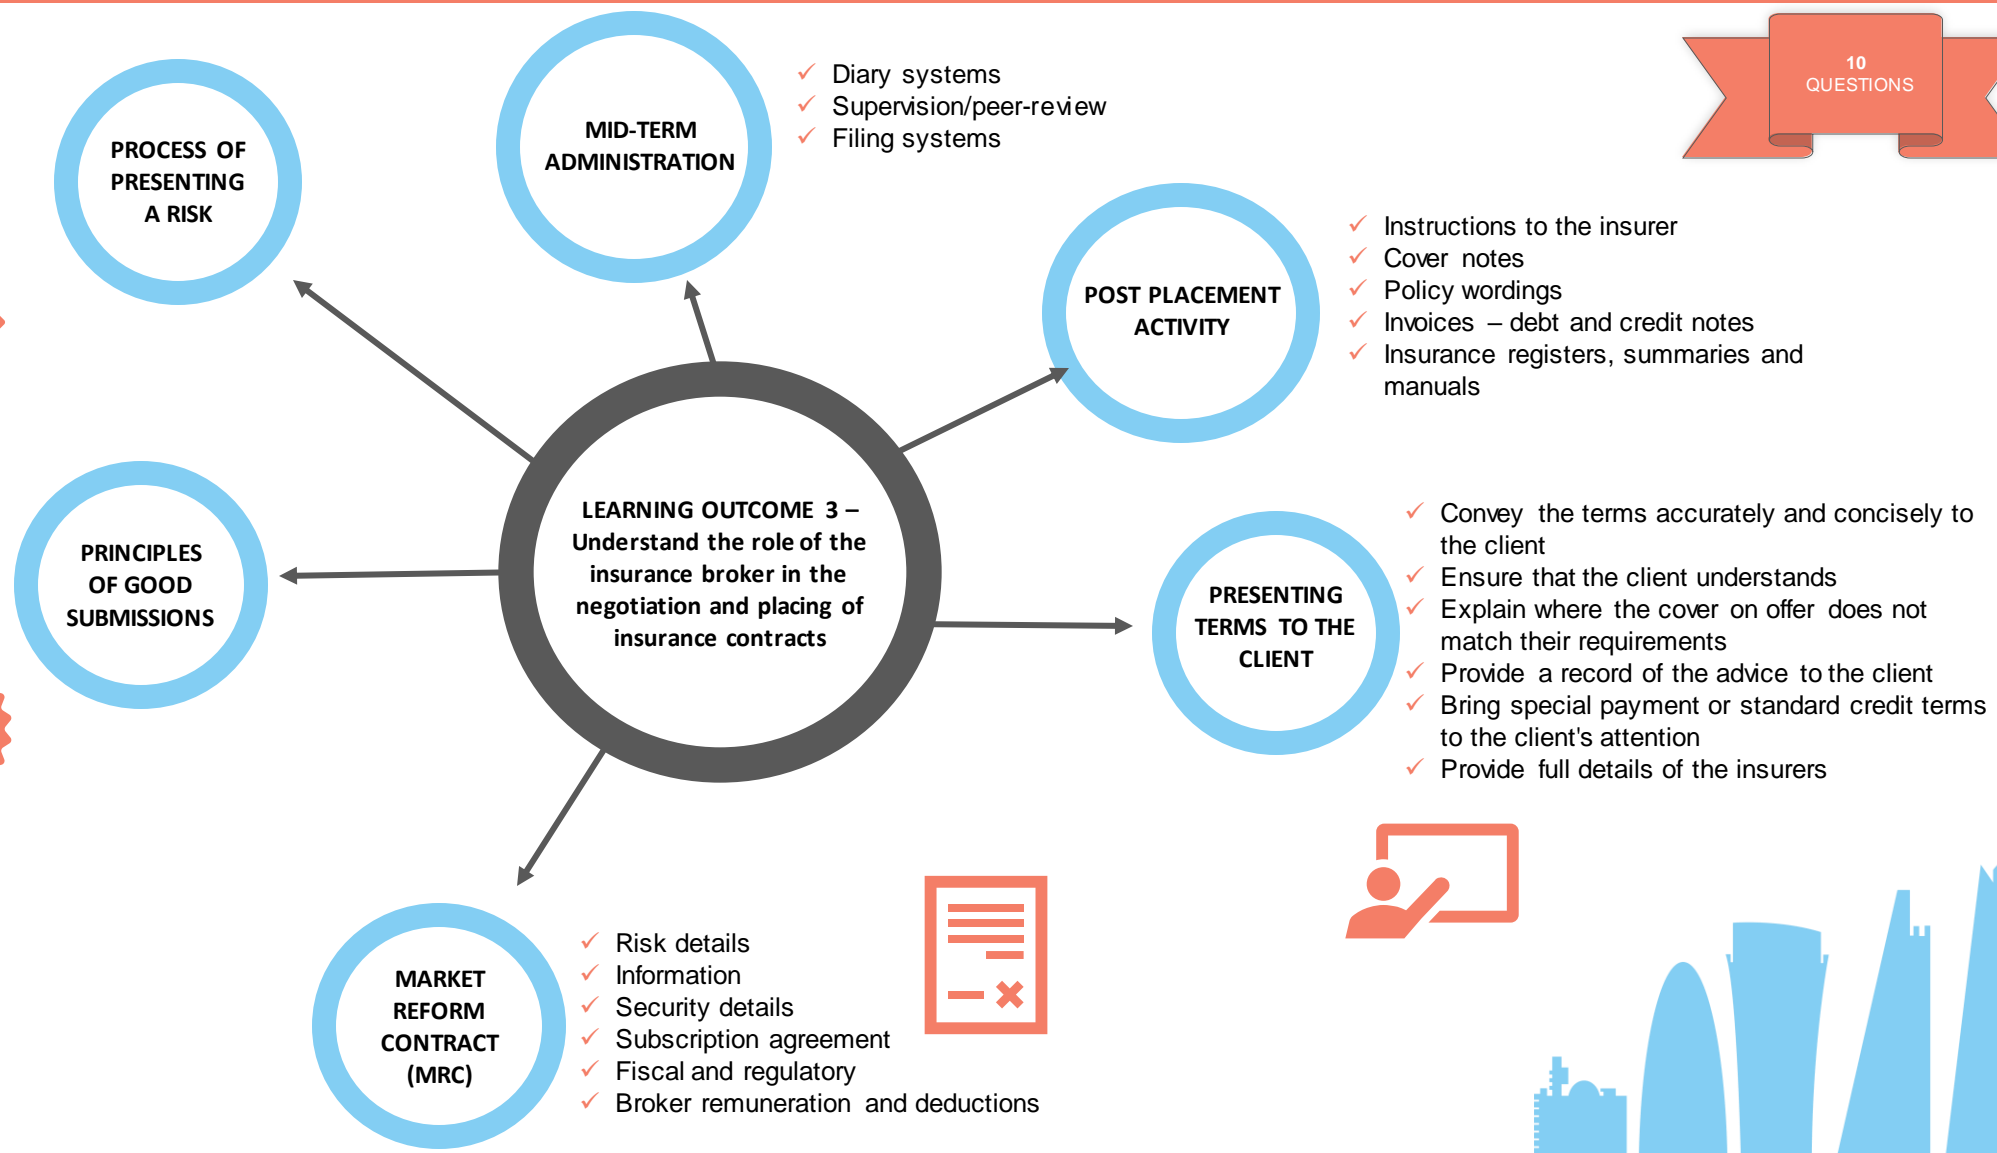 10
QUESTIONS
PROCESS OF
PRESENTING
A RISK
MID-TERM
ADMINISTRATION
✓ Diary systems
✓ Supervision/peer-review
✓ Filing systems
POST PLACEMENT
ACTIVITY
✓ Instructions to the insurer
✓ Cover notes
✓ Policy wordings
✓ Invoices – debt and credit notes
✓ Insurance registers, summaries and
manuals
LEARNING OUTCOME 3 –
Understand the role of the
insurance broker in the
negotiation and placing of
insurance contracts
PRINCIPLES
OF GOOD
SUBMISSIONS
PRESENTING
TERMS TO THE
CLIENT
✓ Convey the terms accurately and concisely to
the client
✓ Ensure that the client understands
✓ Explain where the cover on offer does not
match their requirements
✓ Provide a record of the advice to the client
✓ Bring special payment or standard credit terms
to the client's attention
✓ Provide full details of the insurers
MARKET
REFORM
CONTRACT
(MRC)
✓ Risk details
✓ Information
✓ Security details
✓ Subscription agreement
✓ Fiscal and regulatory
✓ Broker remuneration and deductions